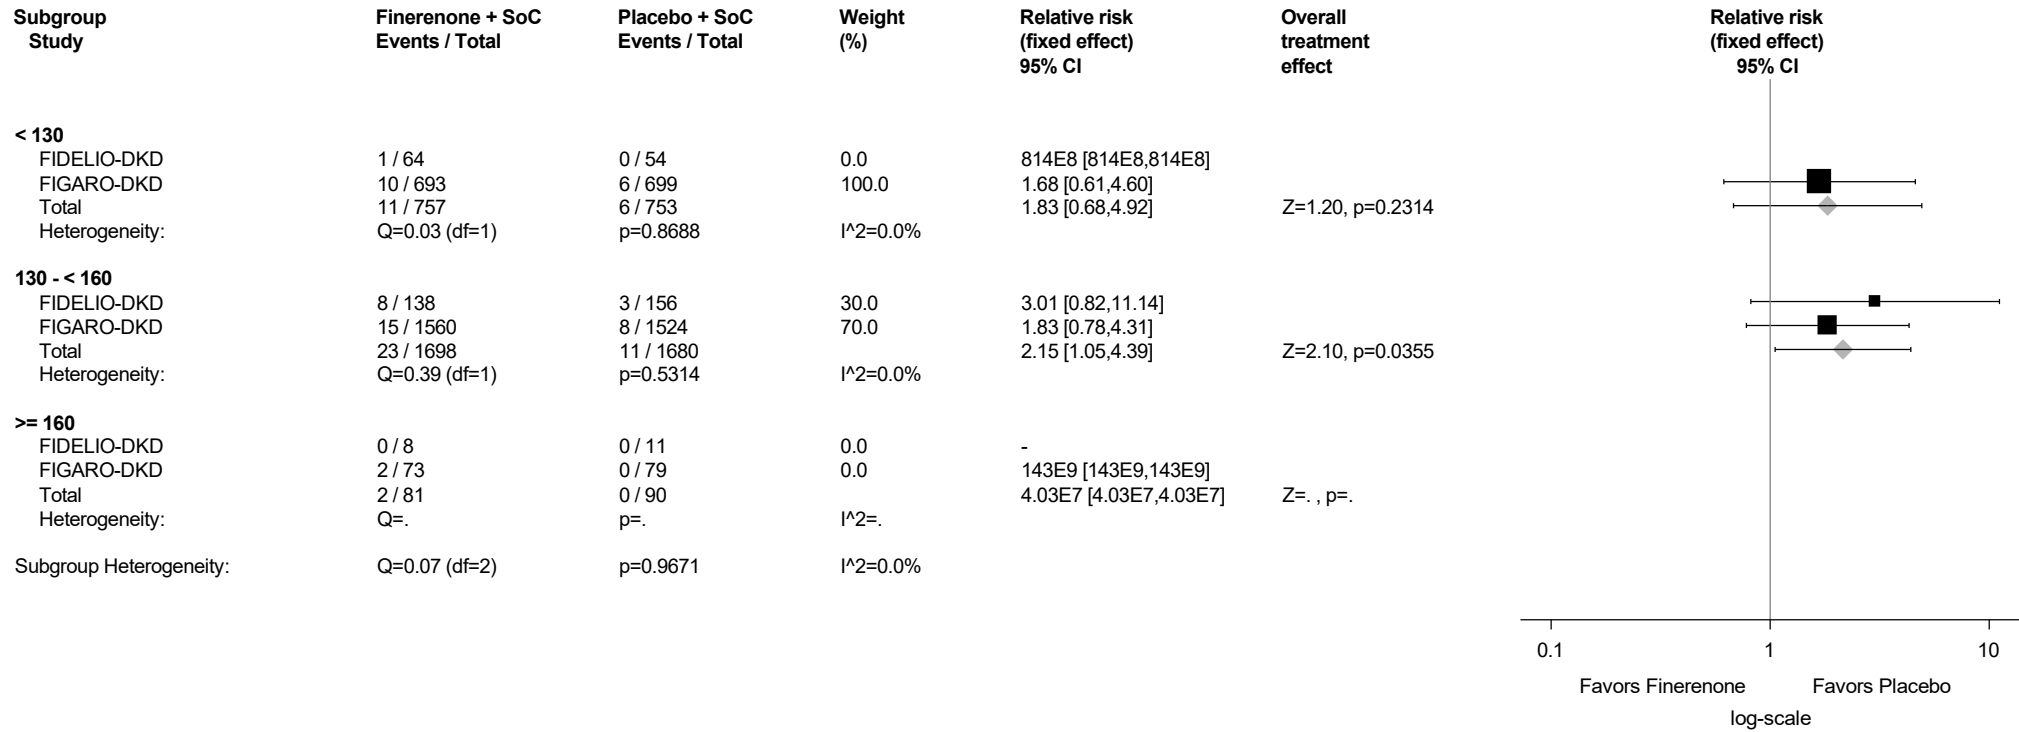 Subgroup Finerenone + SoC Placebo + SoC Weight Relative risk Overall Relative risk
Study Events / Total Events / Total (%) (fixed effect) treatment (fixed effect)
95% CI effect 95% CI
< 130
FIDELIO-DKD 1 / 64 0 / 54 0.0 814E8 [814E8,814E8]
FIGARO-DKD 10 / 693 6 / 699 100.0 1.68 [0.61,4.60]
Total 11 / 757 6 / 753 1.83 [0.68,4.92] Z=1.20, p=0.2314
Heterogeneity: Q=0.03 (df=1) p=0.8688 I^2=0.0%
130 - < 160
FIDELIO-DKD 8 / 138 3 / 156 30.0 3.01 [0.82,11.14]
FIGARO-DKD 15 / 1560 8 / 1524 70.0 1.83 [0.78,4.31]
Total 23 / 1698 11 / 1680 2.15 [1.05,4.39] Z=2.10, p=0.0355
Heterogeneity: Q=0.39 (df=1) p=0.5314 I^2=0.0%
>= 160
FIDELIO-DKD 0 / 8 0 / 11 0.0 -
FIGARO-DKD 2 / 73 0 / 79 0.0 143E9 [143E9,143E9]
Total 2 / 81 0 / 90 4.03E7 [4.03E7,4.03E7] Z=. , p=.
Heterogeneity: Q=. p=. I^2=.
Subgroup Heterogeneity: Q=0.07 (df=2) p=0.9671 I^2=0.0%
0.1 1 10
Favors Finerenone Favors Placebo
log-scale